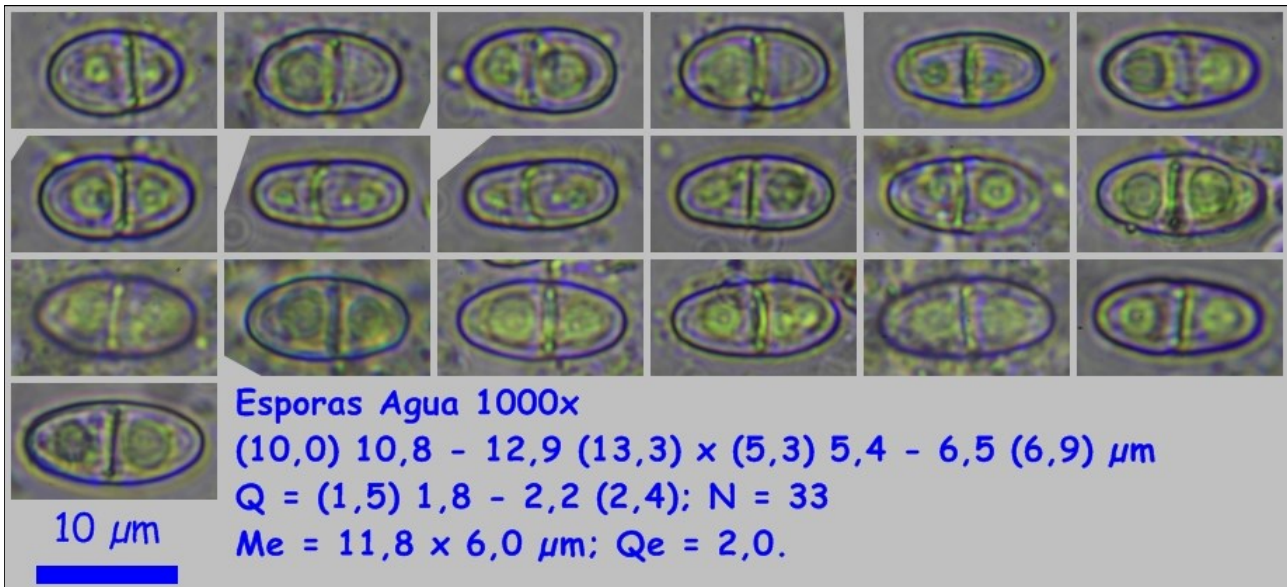 Esporas Agua 1000x
(10,0) 10,8 - 12,9 (13,3) x (5,3) 5,4 - 6,5 (6,9) µm
Q = (1,5) 1,8 - 2,2 (2,4); N = 33
Me = 11,8 x 6,0 µm; Qe = 2,0.
10 µm